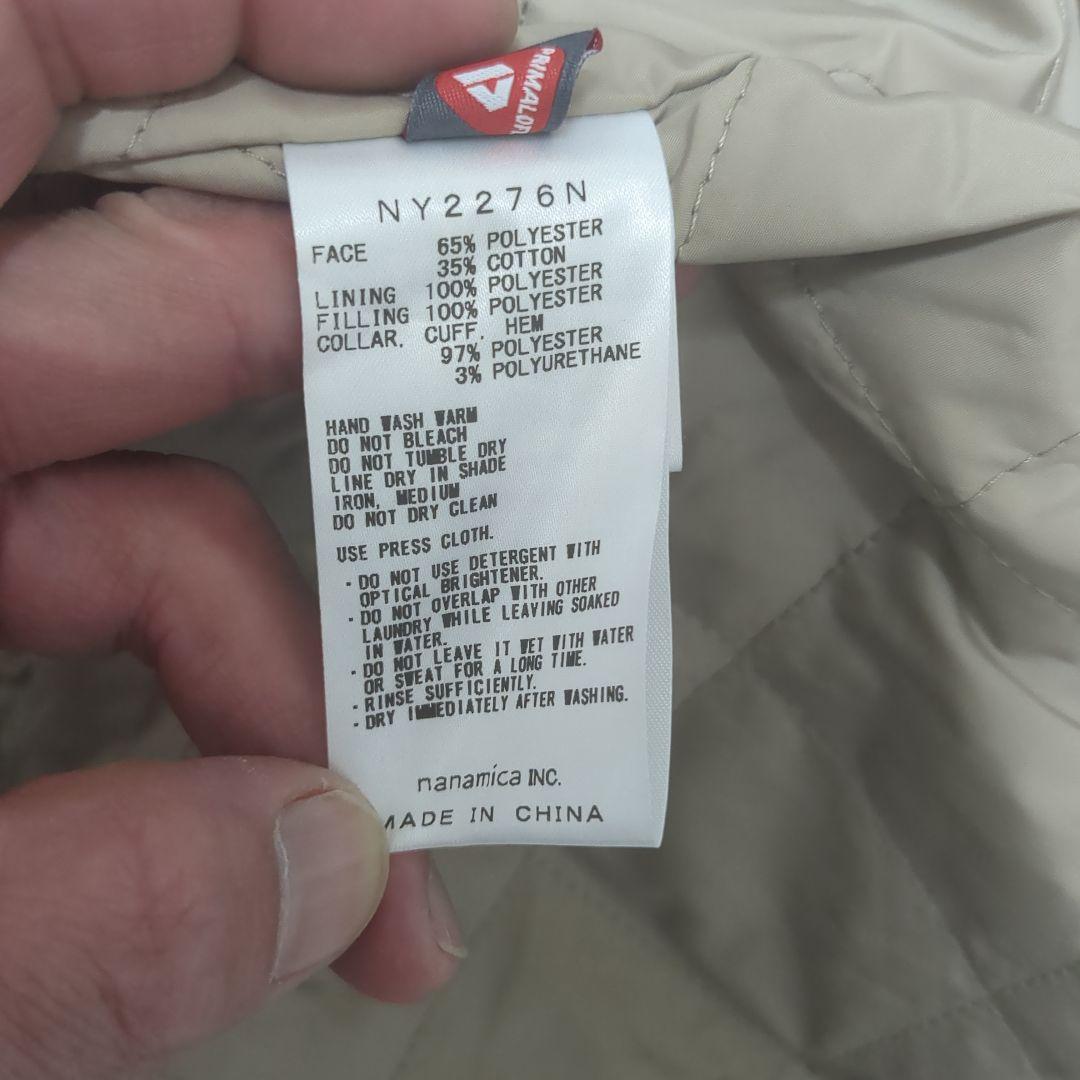 PRIMALOF
NY2276N
FACE 65% POLYESTER
35% COTTON
LINING 100% POLYESTER
FILLING 100% POLYESTER
COLLAR. CUFF. HEM
97% POLYESTER
3% POLYURETHANE
HAND WASH WARM
DO NOT BLEACH
DO NOT TUMBLE DRY
LINE DRY IN SHADE
IRON, MEDIUM
DO NOT DRY CLEAN
USE PRESS CLOTH.
・DO NOT USE DETERGENT WITH
OPTICAL BRIGHTENER.
・DO NOT OVERLAP WITH OTHER
LAUNDRY WHILE LEAVING SOAKED
IN WATER.
・DO NOT LEAVE IT WET WITH WATER
OR SWEAT FOR A LONG TIME.
・RINSE SUFFICIENTLY.
・DRY IMMEDIATELY AFTER WASHING.
nanamica INC.
MADE IN CHINA